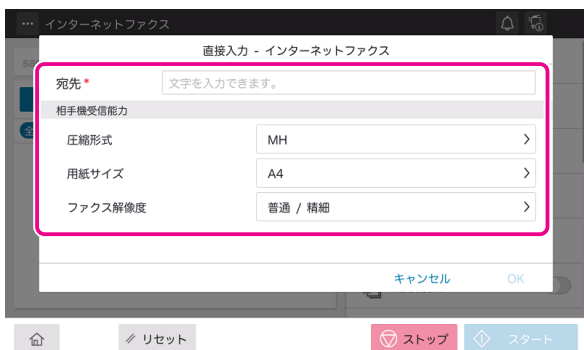 インターネットファクス
直接入力 - インターネットファクス
宛先*
文字を入力できます。
相手機受信能力
圧縮形式
MH
用紙サイズ
A4
ファクス解像度
普通 / 精細
キャンセル
OK
リセット
ストップ
スタート